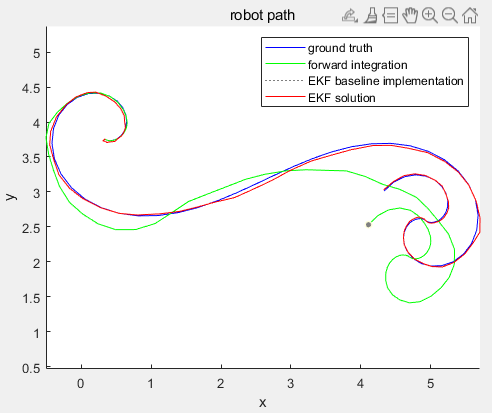 robot path
ground truth
forward integration
EKF baseline implementation
EKF solution
5
4.5
4
3.5
3
2.5
2
1.5
1
0.5
y
0 1 2 3 4 5
x